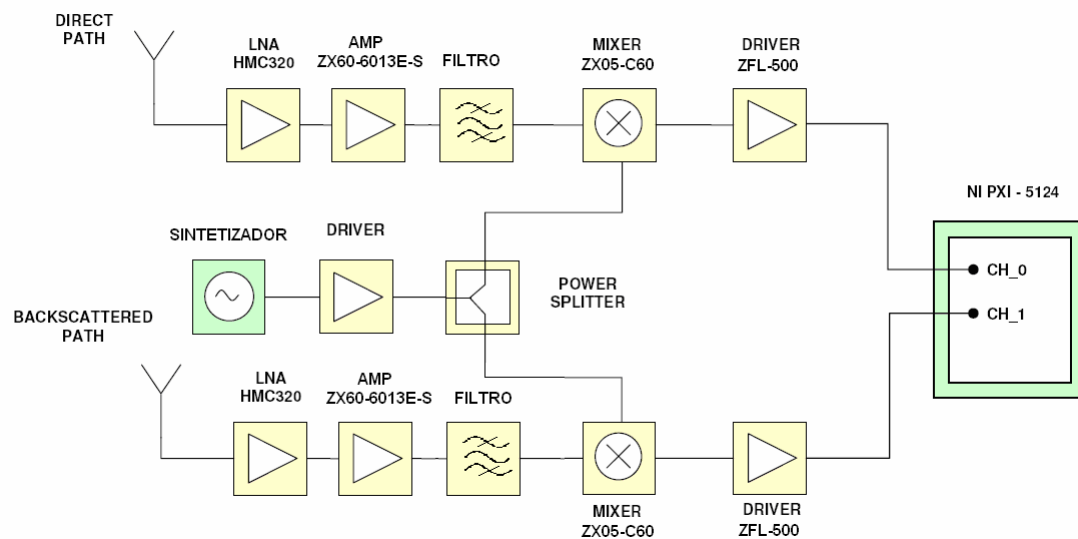 DIRECT
PATH
LNA
HMC320
AMP
ZX60-6013E-S
FILTRO
MIXER
ZX05-C60
DRIVER
ZFL-500
NI PXI - 5124
SINTETIZADOR
DRIVER
POWER
SPLITTER
CH_0
CH_1
BACKSCATTERED
PATH
LNA
HMC320
AMP
ZX60-6013E-S
FILTRO
MIXER
ZX05-C60
DRIVER
ZFL-500